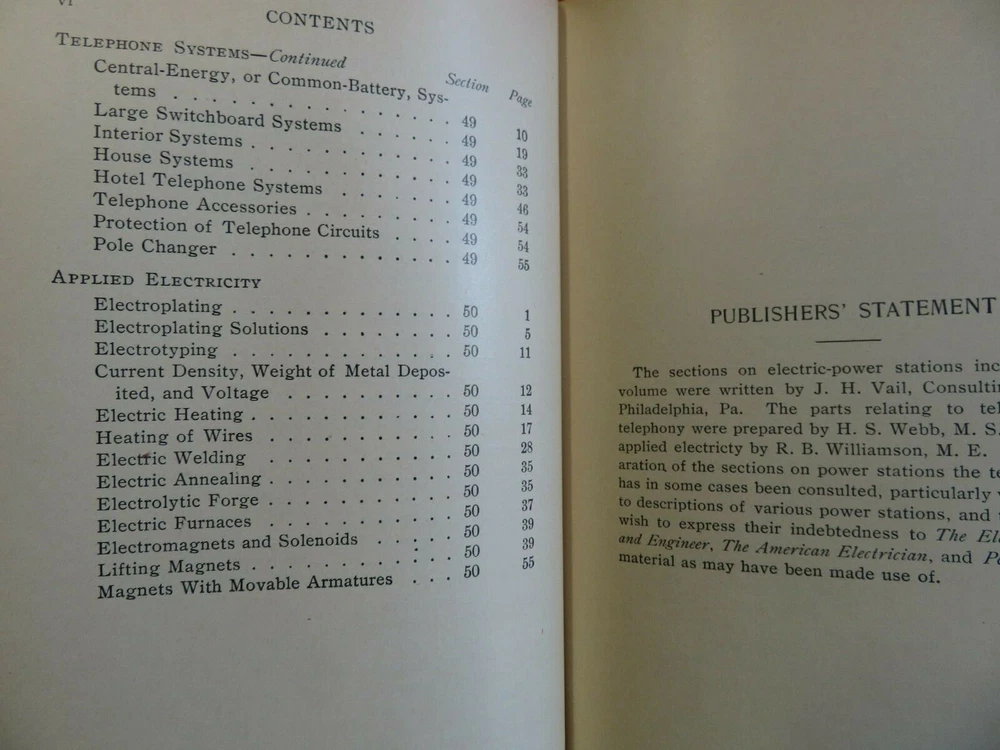 VI
CONTENTS
TELEPHONE SYSTEMS—Continued
Section Page
Central-Energy, or Common-Battery, Sys-
tems . . . . . . . . . . . . 49 10
Large Switchboard Systems . . . . . 49 19
Interior Systems . . . . . . . . . 49 33
House Systems . . . . . . . . . 49 33
Hotel Telephone Systems . . . . . 49 46
Telephone Accessories . . . . . . 49 54
Protection of Telephone Circuits . . . . 49 54
Pole Changer . . . . . . . . . 49 55
APPLIED ELECTRICITY
Electroplating . . . . . . . . . 50 1
Electroplating Solutions . . . . . . 50 5
Electrotyping . . . . . . . . . 50 11
Current Density, Weight of Metal Depos-
ited, and Voltage . . . . . . . 50 12
Electric Heating . . . . . . . . 50 14
Heating of Wires . . . . . . . . 50 17
Electric Welding . . . . . . . . 50 28
Electric Annealing . . . . . . . . 50 35
Electrolytic Forge . . . . . . . . 50 35
Electric Furnaces . . . . . . . . 50 37
Electromagnets and Solenoids . . . . 50 39
Lifting Magnets . . . . . . . . . 50 39
Magnets With Movable Armatures . . . 50 55
PUBLISHERS' STATEMENT
The sections on electric-power stations inc
volume were written by J. H. Vail, Consultin
Philadelphia, Pa. The parts relating to tel
telephony were prepared by H. S. Webb, M. S.
applied electricty by R. B. Williamson, M. E.
aration of the sections on power stations the te
has in some cases been consulted, particularly
to descriptions of various power stations, and
wish to express their indebtedness to The El
and Engineer, The American Electrician, and Po
material as may have been made use of.